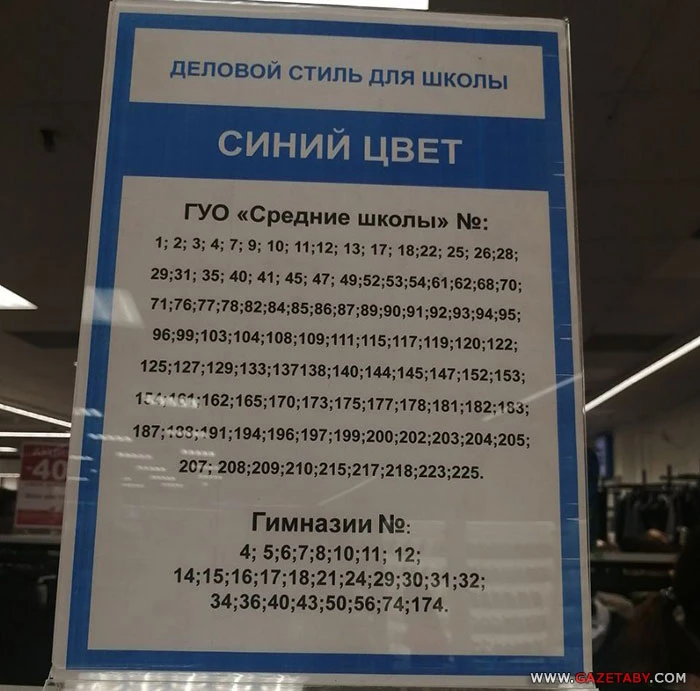 ДЕЛОВОЙ СТИЛЬ ДЛЯ ШКОЛЫ
СИНИЙ ЦВЕТ
ГУО «Средние школы» №:
1; 2; 3; 4; 7; 9; 10; 11;12; 13; 17; 18;22; 25; 26;28;
29;31; 35; 40; 41; 45; 47; 49;52;53;54;61;62;68;70;
71;76;77;78;82;84;85;86;87;89;90;91;92;93;94;95;
96;99;103;104;108;109;111;115;117;119;120;122;
125;127;129;133;137138;140;144;145;147;152;153;
154;161;162;165;170;173;175;177;178;181;182;183;
187;188;191;194;196;197;199;200;202;203;204;205;
207; 208;209;210;215;217;218;223;225.
Гимназии №:
4; 5;6;7;8;10;11; 12;
14;15;16;17;18;21;24;29;30;31;32;
34;36;40;43;50;56;74;174.
-40
WWW.GAZETABY.COM